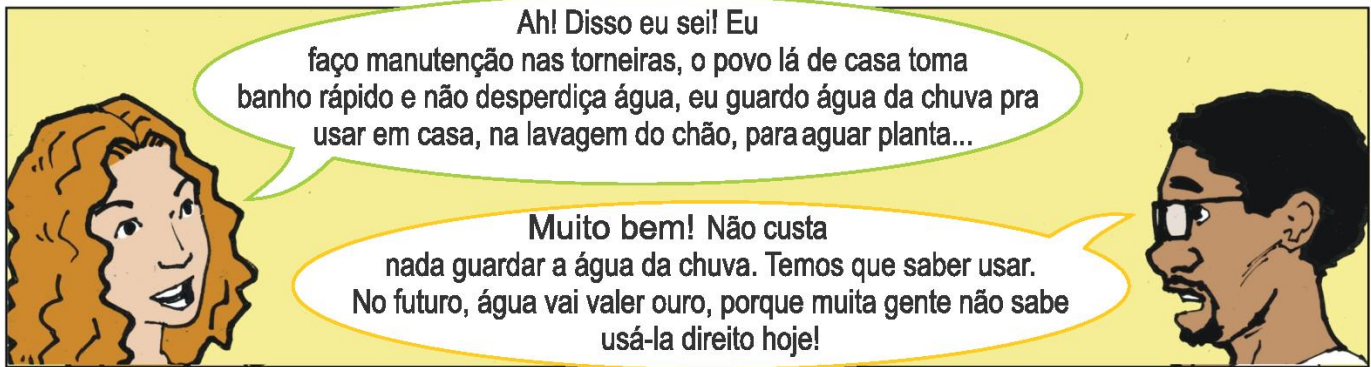 Ah! Disso eu sei! Eu
faço manutenção nas torneiras, o povo lá de casa toma
banho rápido e não desperdiça água, eu guardo água da chuva pra
usar em casa, na lavagem do chão, para aguar planta...
Muito bem! Não custa
nada guardar a água da chuva. Temos que saber usar.
No futuro, água vai valer ouro, porque muita gente não sabe
usá-la direito hoje!